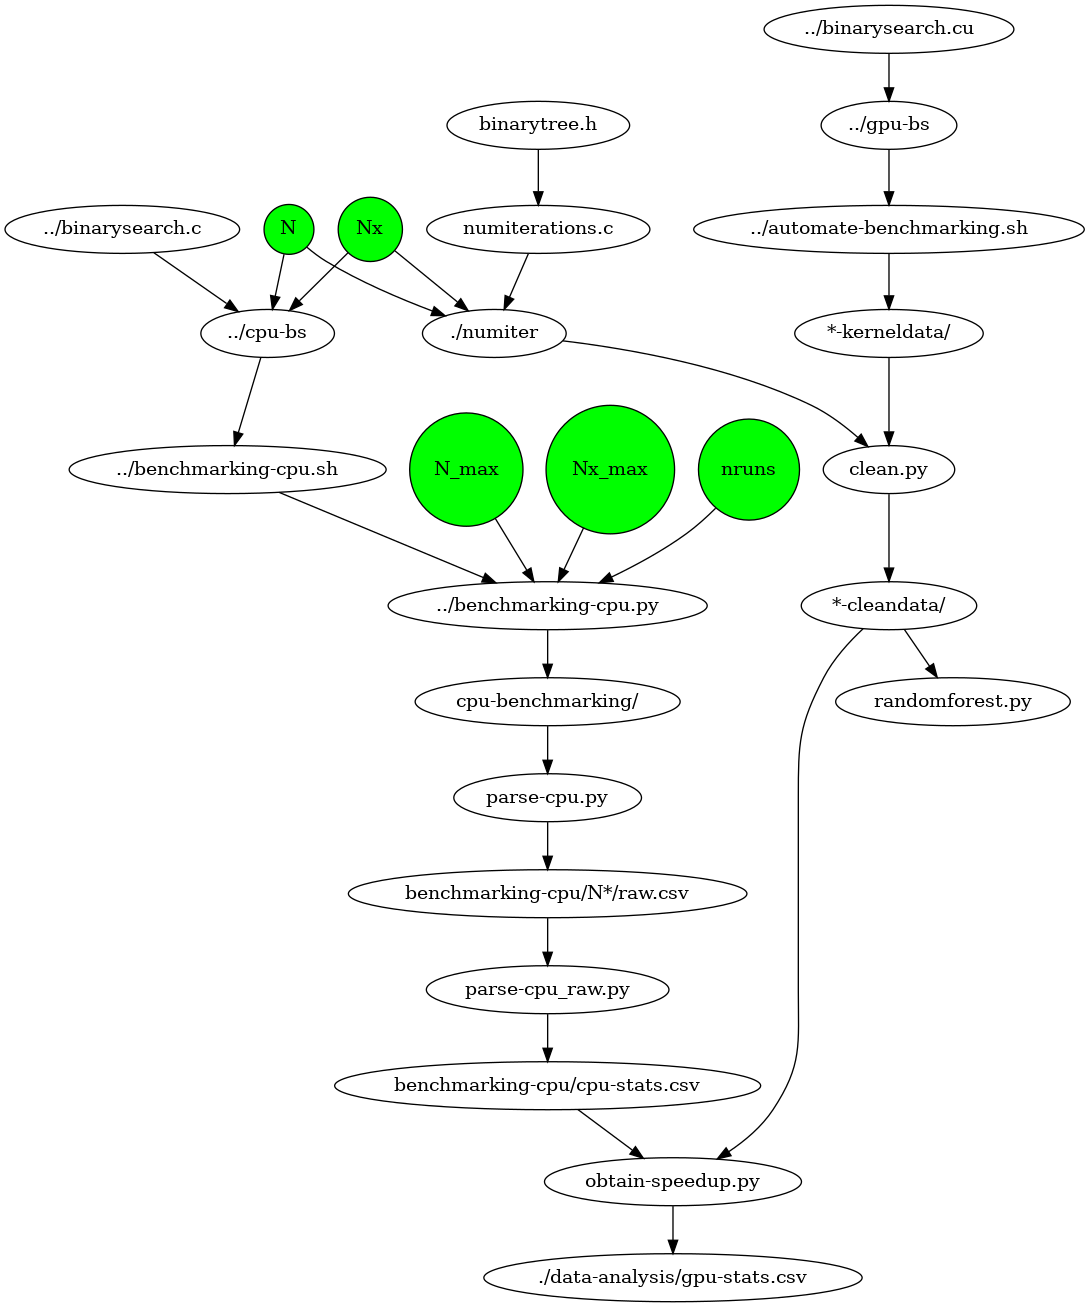 ../binarysearch.cu
binarytree.h
../gpu-bs
../binarysearch.c
N
Nx
numiterations.c
../automate-benchmarking.sh
../cpu-bs
./numiter
*-kerneldata/
../benchmarking-cpu.sh
N_max
Nx_max
nruns
clean.py
../benchmarking-cpu.py
*-cleandata/
cpu-benchmarking/
randomforest.py
parse-cpu.py
benchmarking-cpu/N*/raw.csv
parse-cpu_raw.py
benchmarking-cpu/cpu-stats.csv
obtain-speedup.py
./data-analysis/gpu-stats.csv